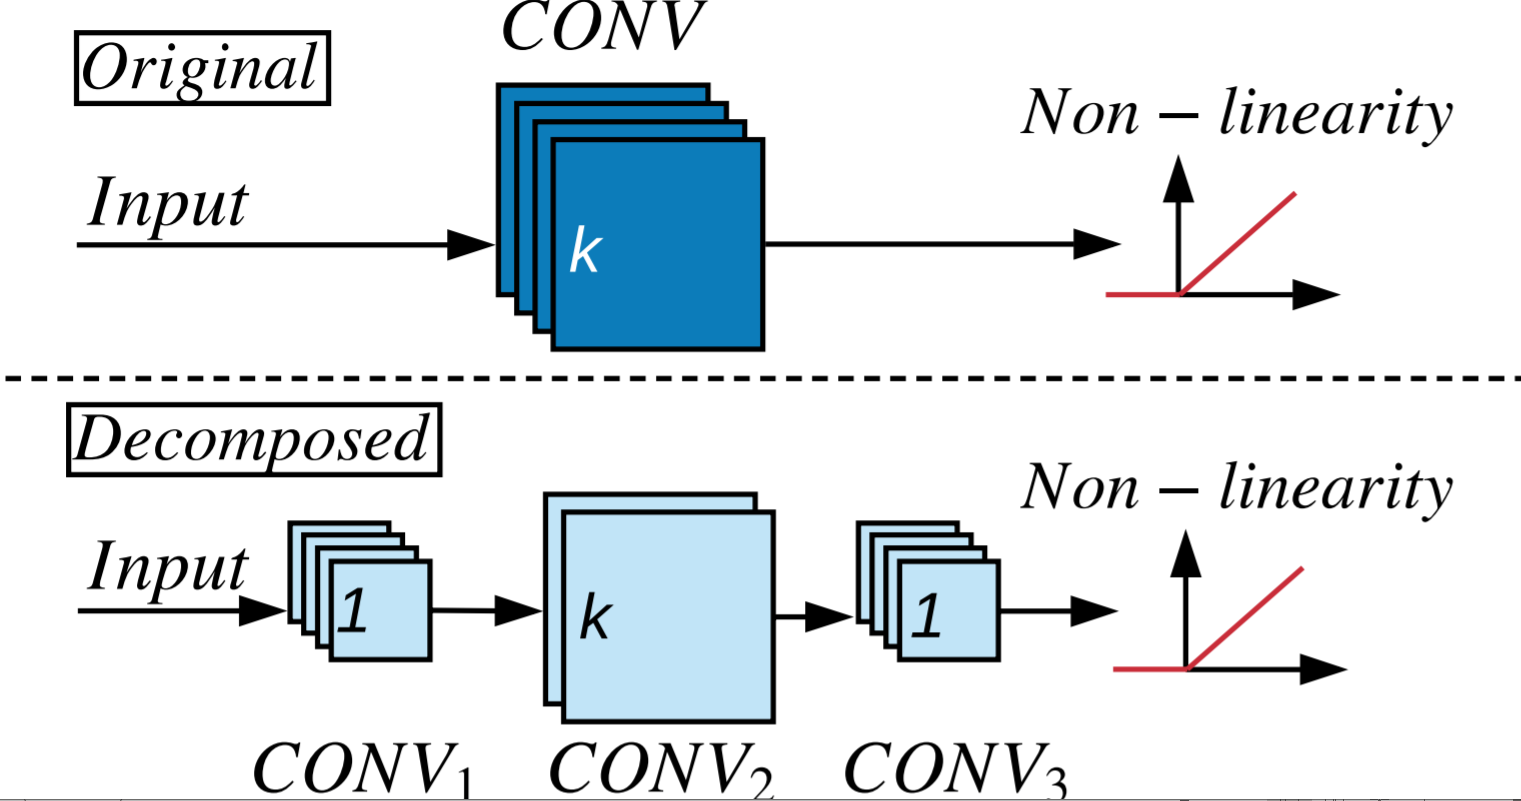 CONV
Original
Non – linearity
Input
k
Decomposed
Non – linearity
Input
1
k
1
CONV₁
CONV₂
CONV₃